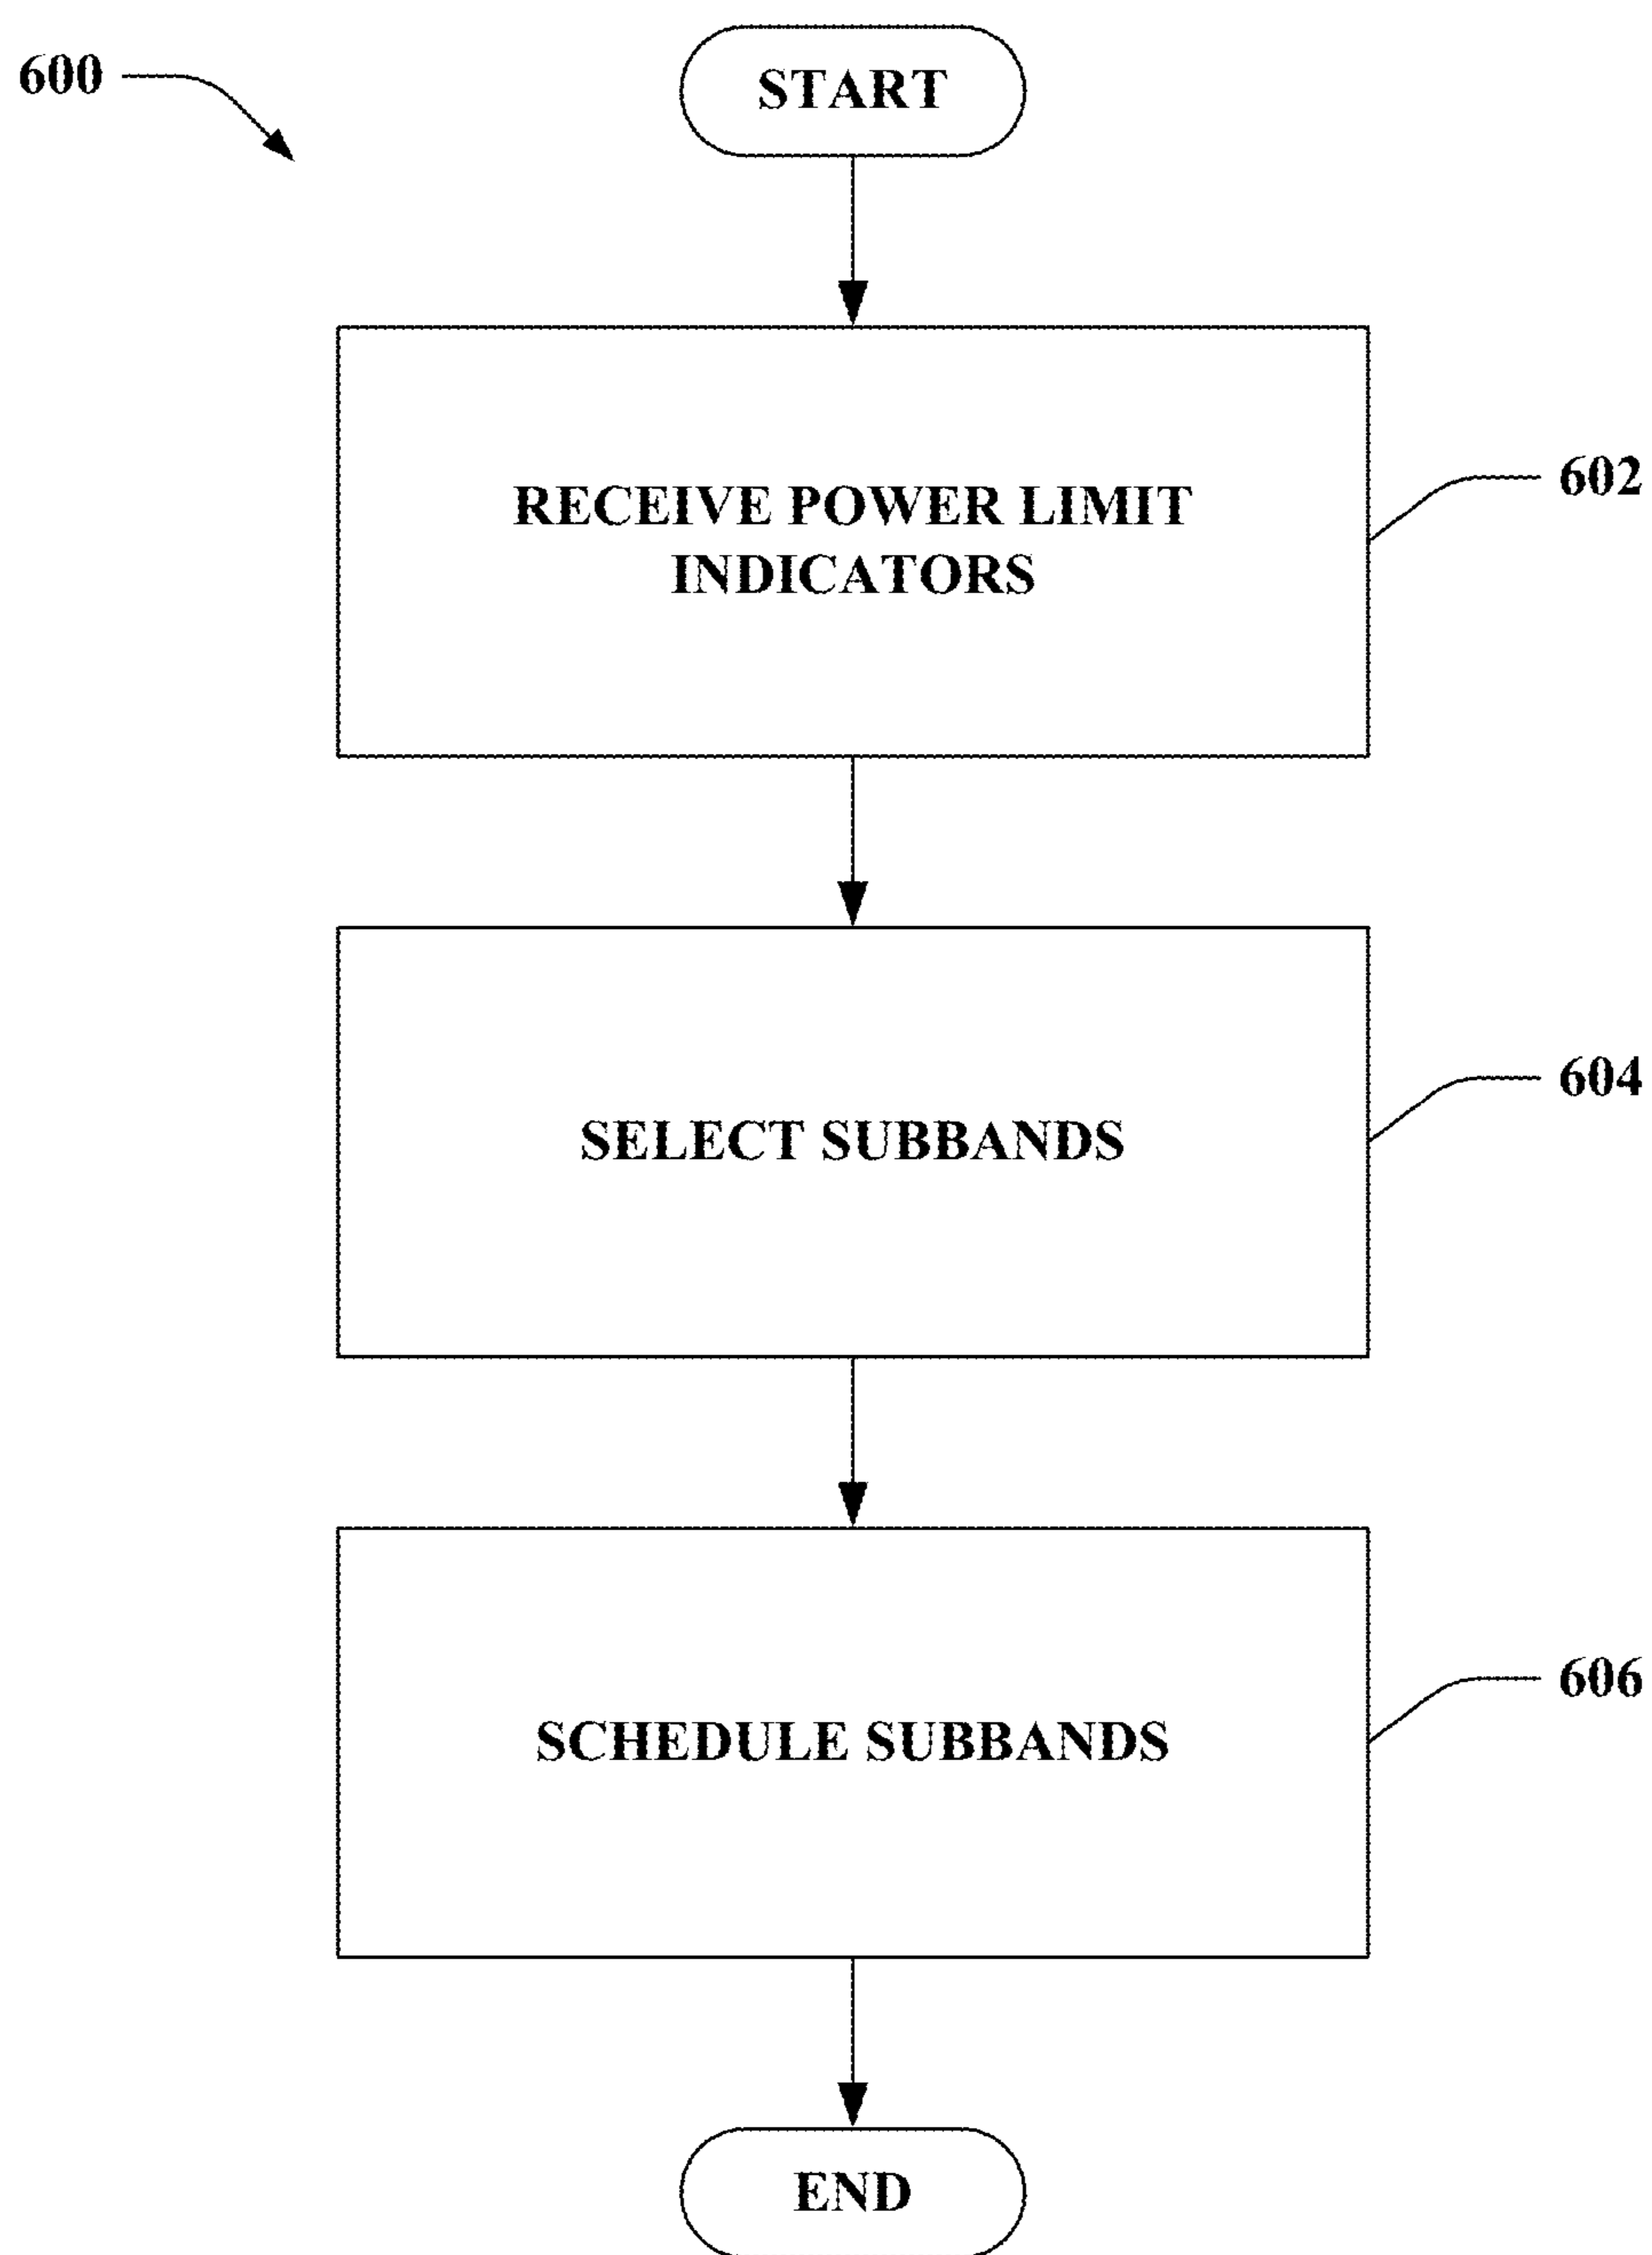 600
START
RECEIVE POWER LIMIT
INDICATORS
602
SELECT SUBBANDS
604
SCHEDULE SUBBANDS
606
END